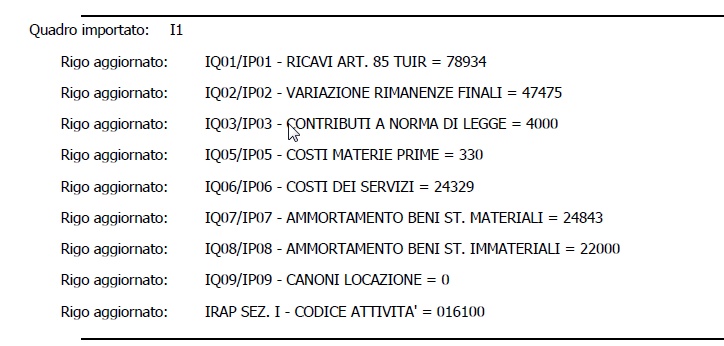 Quadro importato: I1
Rigo aggiornato: IQ01/IP01 - RICAVI ART. 85 TUIR = 78934
Rigo aggiornato: IQ02/IP02 - VARIAZIONE RIMANENZE FINALI = 47475
Rigo aggiornato: IQ03/IP03 - CONTRIBUTI A NORMA DI LEGGE = 4000
Rigo aggiornato: IQ05/IP05 - COSTI MATERIE PRIME = 330
Rigo aggiornato: IQ06/IP06 - COSTI DEI SERVIZI = 24329
Rigo aggiornato: IQ07/IP07 - AMMORTAMENTO BENI ST. MATERIALI = 24843
Rigo aggiornato: IQ08/IP08 - AMMORTAMENTO BENI ST. IMMATERIALI = 22000
Rigo aggiornato: IQ09/IP09 - CANONI LOCAZIONE = 0
Rigo aggiornato: IRAP SEZ. I - CODICE ATTIVITA' = 016100